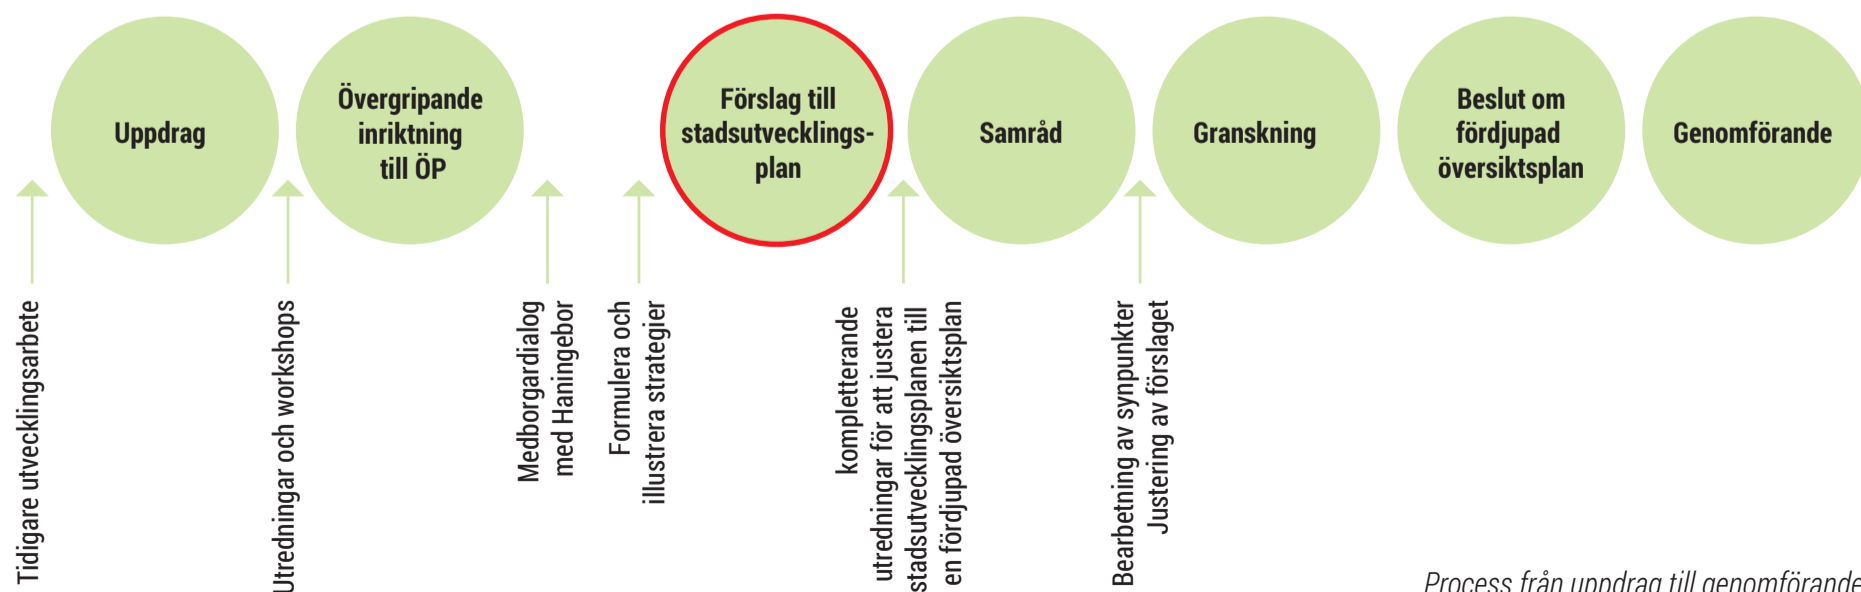 Uppdrag
Övergripande
inriktning
till ÖP
Förslag till
stadsutvecklings-
plan
Samråd
Granskning
Beslut om
fördjupad
översiktsplan
Genomförande
Tidigare utvecklingsarbete
Utredningar och workshops
Medborgardialog
med Haningebor
Formulera och
illustrera strategier
kompletterande
utredningar för att justera
stadsutvecklingsplanen till
en fördjupad översiktsplan
Bearbetning av synpunkter
Justering av förslaget
Process från uppdrag till genomförande